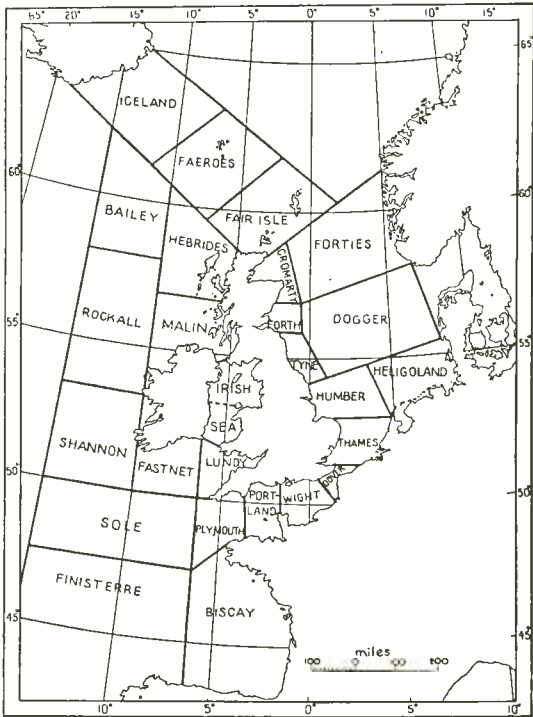 65° 20° 15° 10° 5° 0° 5° 10° 15°
65°
ICELAND
FAEROES
60°
60°
BAILEY
FAIR ISLE
HEBRIDES
FORTIES
CROMARTY
ROCKALL
MALIN
FORTH
DOGGER
55°
55°
TYNE
IRISH
SEA
HELIGOLAND
HUMBER
SHANNON
FASTNET
LUNDY
THAMES
50°
50°
PORT-
LAND
WIGHT
DOVER
SOLE
PLYMOUTH
FINISTERRE
BISCAY
45°
45°
miles
100 0 100 200
10° 5° 0° 5° 10°